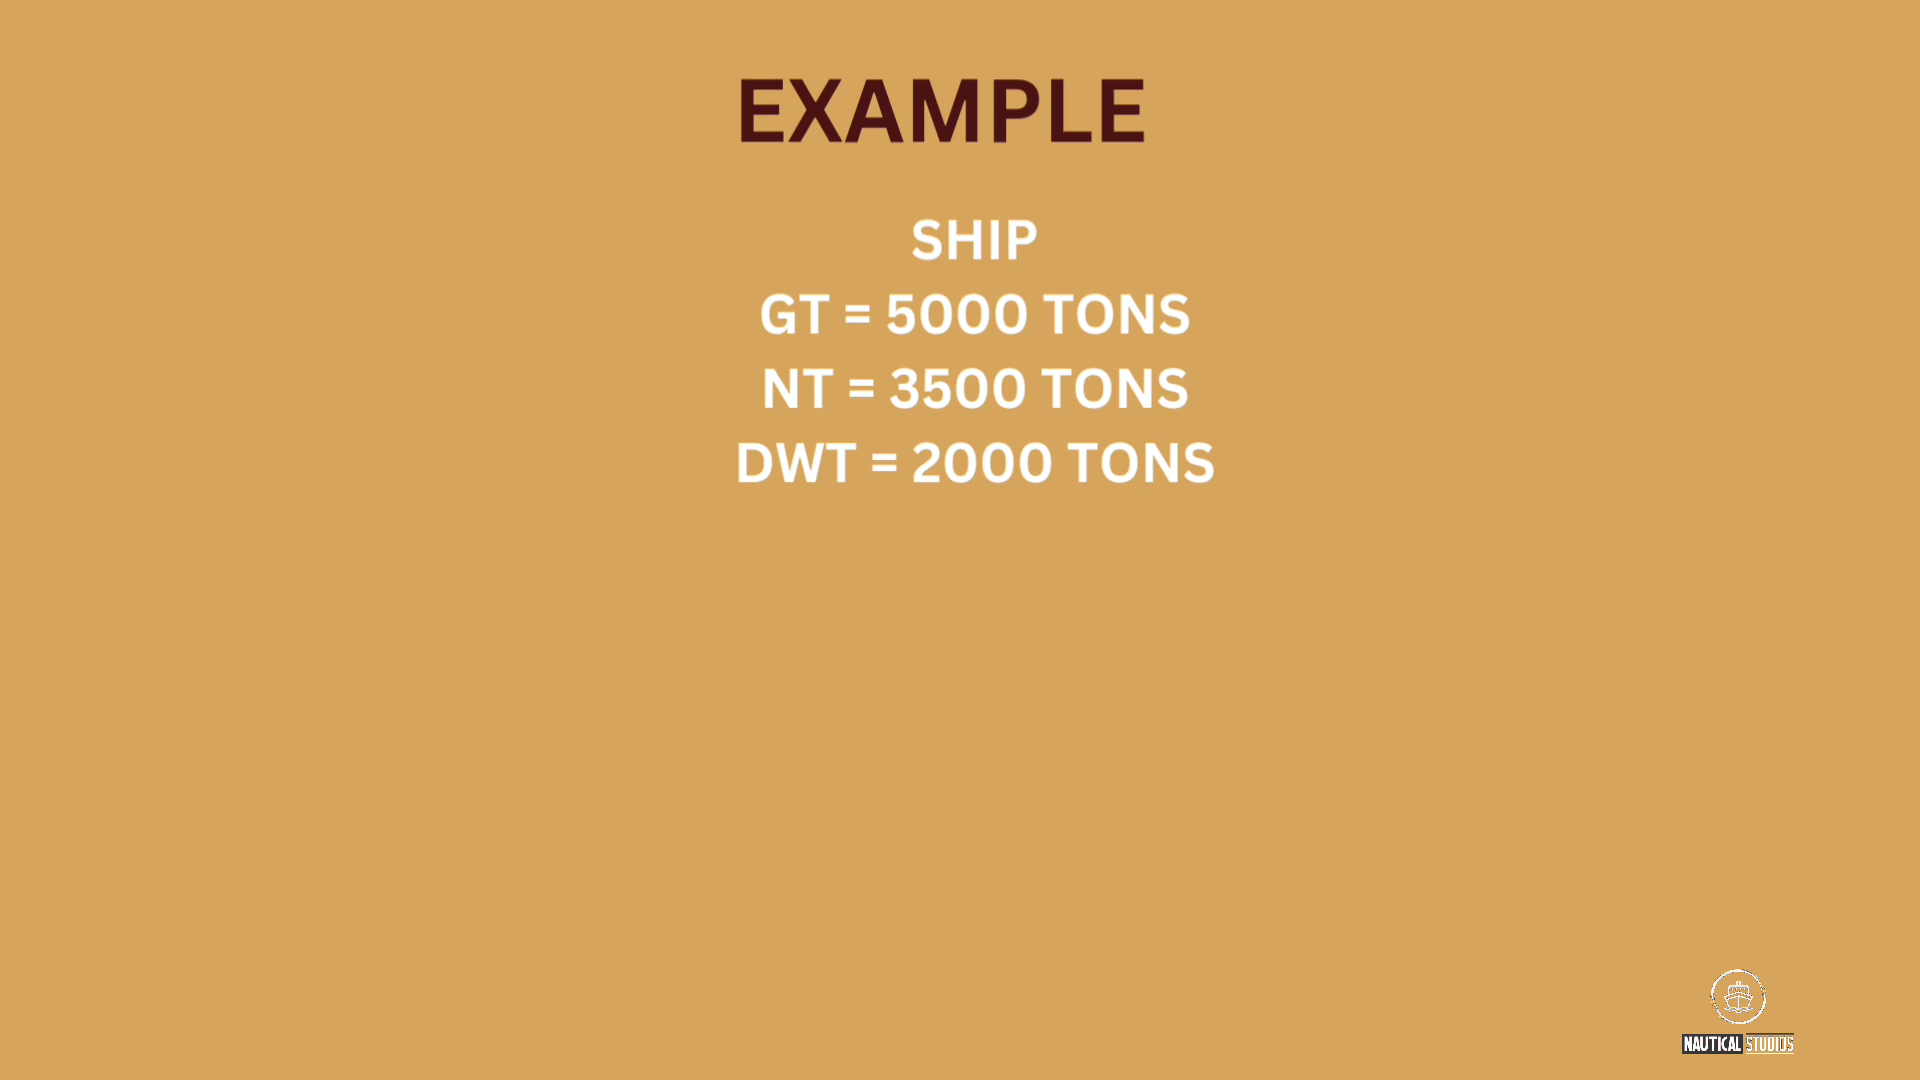 EXAMPLE
SHIP
GT = 5000 TONS
NT = 3500 TONS
DWT = 2000 TONS
NAUTICAL STUDIOS